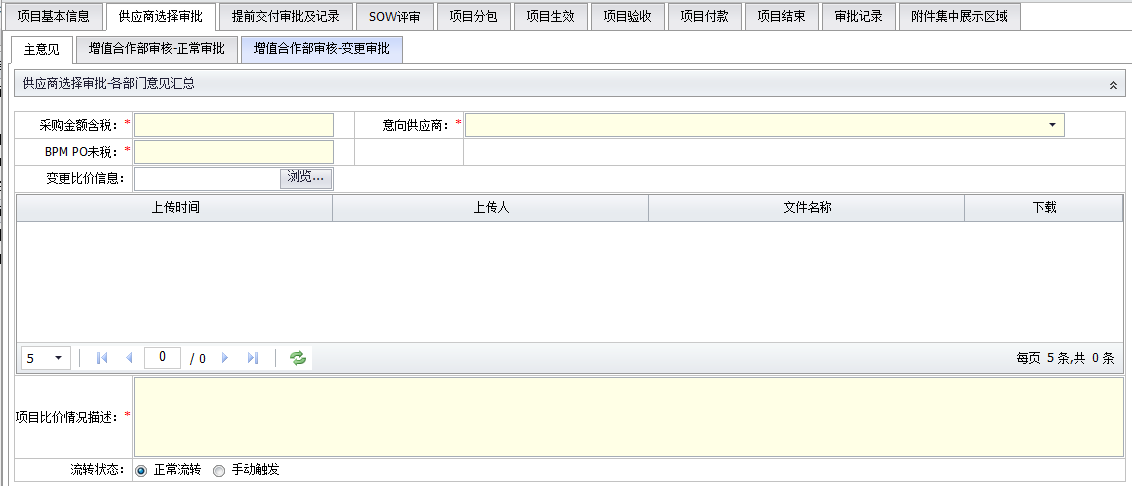 项目基本信息 供应商选择审批 提前交付审批及记录 SOW评审 项目分包 项目生效 项目验收 项目付款 项目结束 审批记录 附件集中展示区域
主意见 增值合作部审核-正常审批 增值合作部审核-变更审批
供应商选择审批-各部门意见汇总
采购金额含税：* 意向供应商：*
BPM PO未税：*
变更比价信息： 浏览...
上传时间 上传人 文件名称 下载
5 0 / 0 每页 5 条,共 0 条
项目比价情况描述：*
流转状态： 正常流转 手动触发